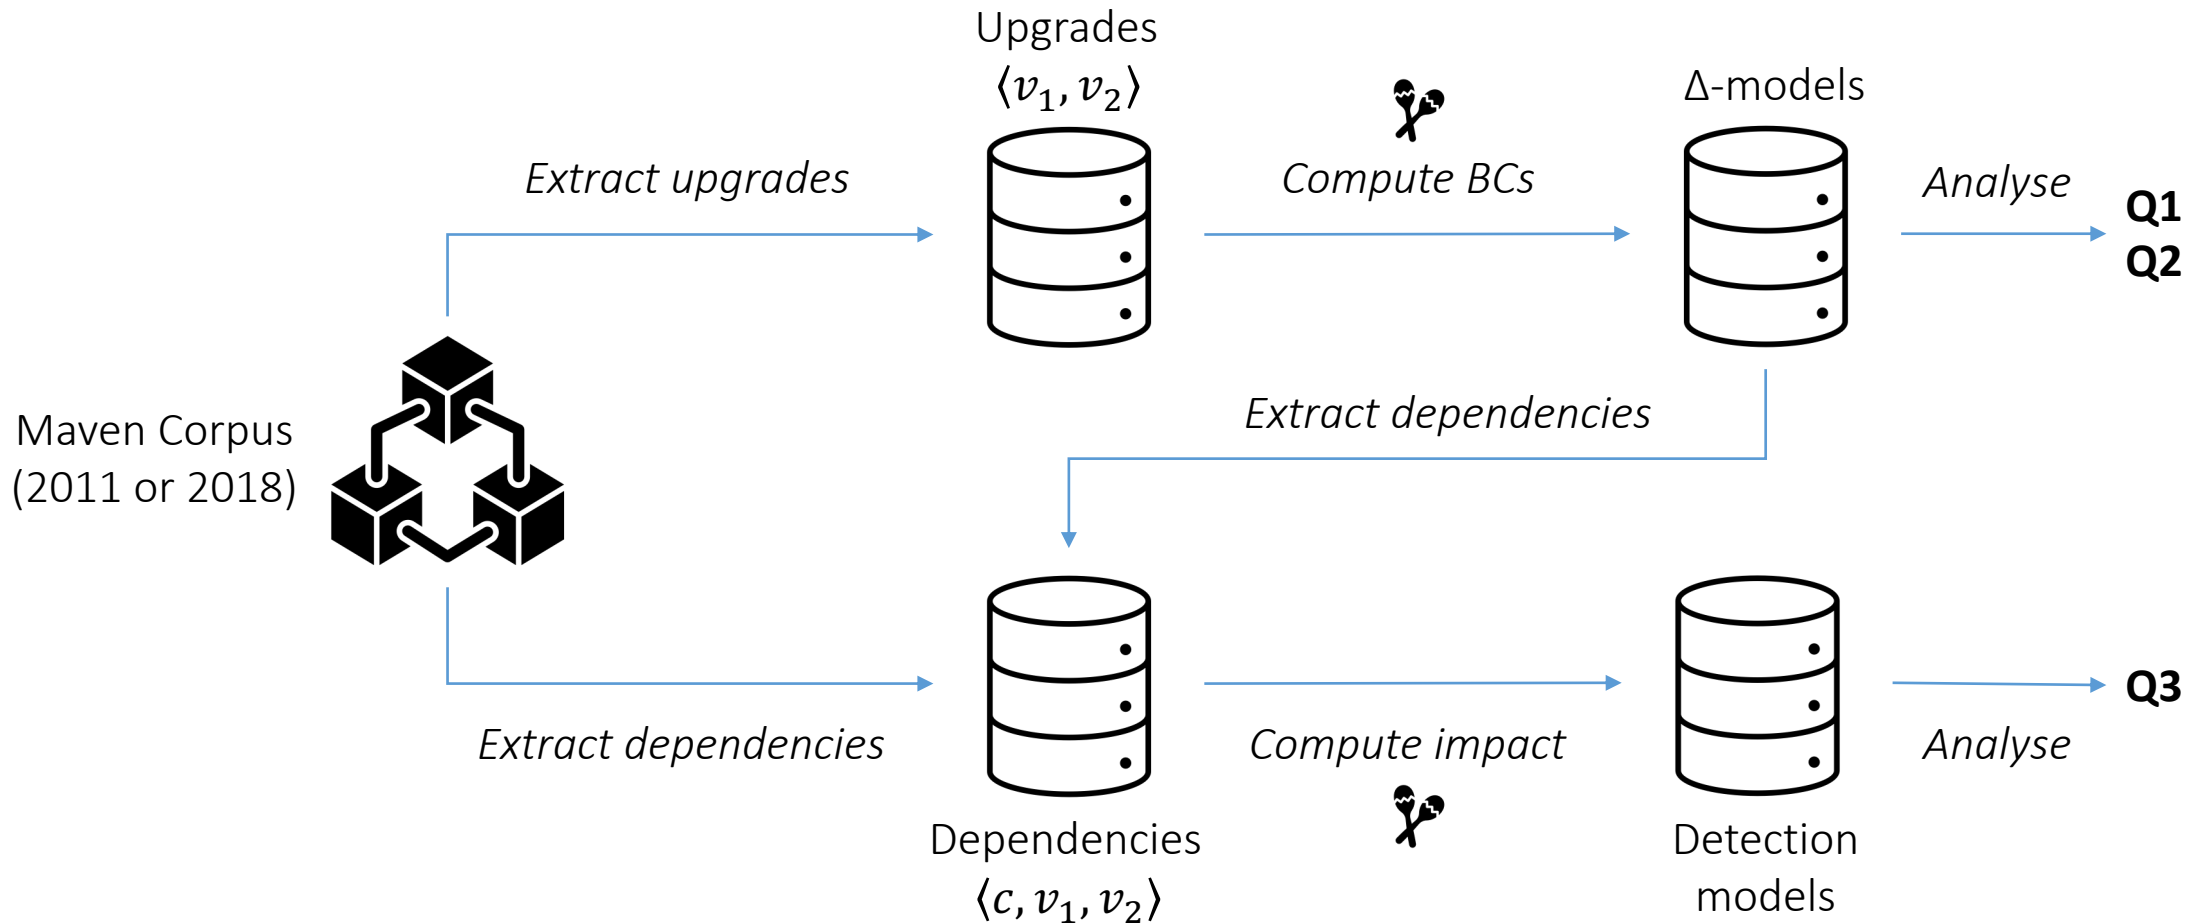 Upgrades
⟨v₁, v₂⟩
Δ-models
Extract upgrades
Compute BCs
Analyse
Q1
Q2
Extract dependencies
Maven Corpus
(2011 or 2018)
Q3
Extract dependencies
Compute impact
Analyse
Dependencies
⟨c, v₁, v₂⟩
Detection
models